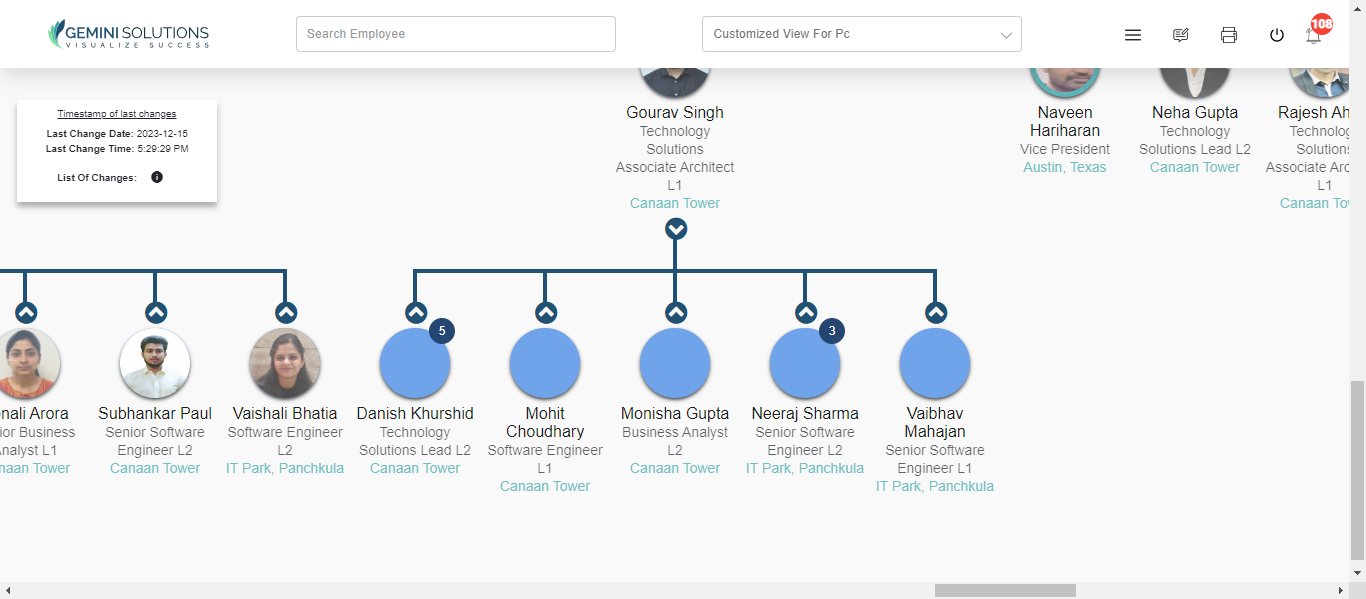 GEMINI SOLUTIONS
VISUALIZE SUCCESS
Search Employee
Customized View For Pc
108
Timestamp of last changes
Last Change Date: 2023-12-15
Last Change Time: 5:29:29 PM
List Of Changes:
Gourav Singh
Technology
Solutions
Associate Architect
L1
Canaan Tower
Naveen
Hariharan
Vice President
Austin, Texas
Neha Gupta
Technology
Solutions Lead L2
Canaan Tower
Rajesh Ah
Technolog
Solutions
Associate Arc
L1
Canaan Tow
nali Arora
ior Business
Analyst L1
naan Tower
Subhankar Paul
Senior Software
Engineer L2
Canaan Tower
Vaishali Bhatia
Software Engineer
L2
IT Park, Panchkula
5
Danish Khurshid
Technology
Solutions Lead L2
Canaan Tower
Mohit
Choudhary
Software Engineer
L1
Canaan Tower
Monisha Gupta
Business Analyst
L2
Canaan Tower
3
Neeraj Sharma
Senior Software
Engineer L2
IT Park, Panchkula
Vaibhav
Mahajan
Senior Software
Engineer L1
IT Park, Panchkula